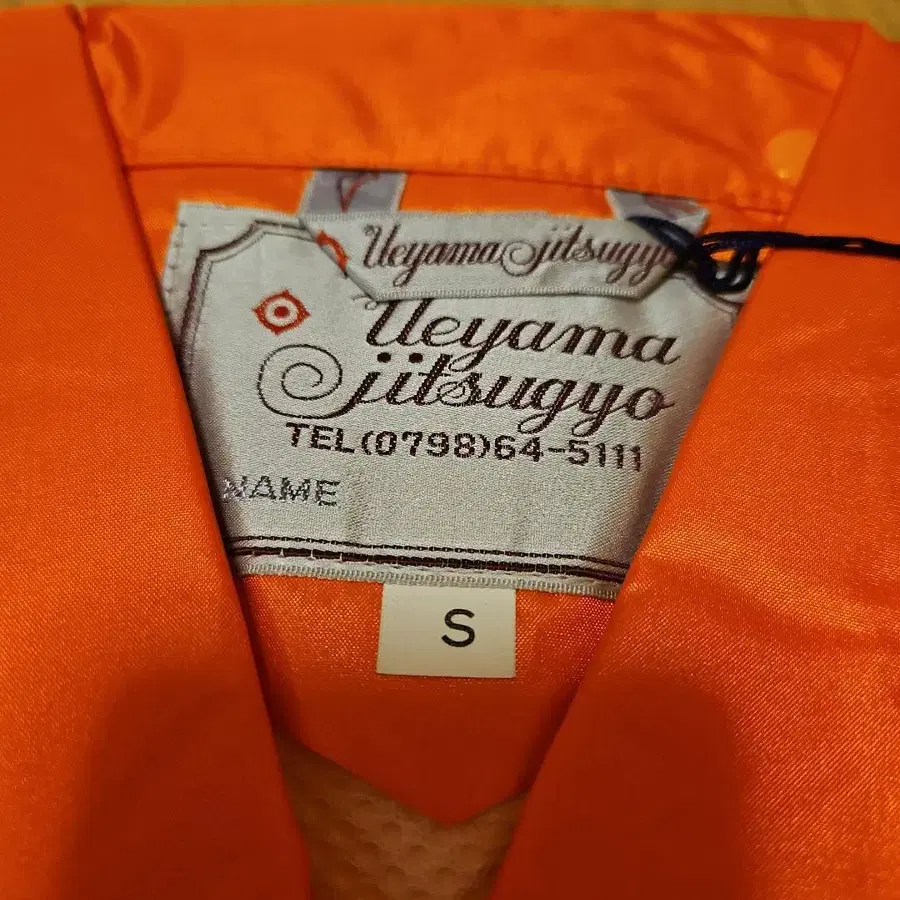 Ueyama jitsugyo
Ueyama
jitsugyo
TEL(0798)64-5111
NAME
S